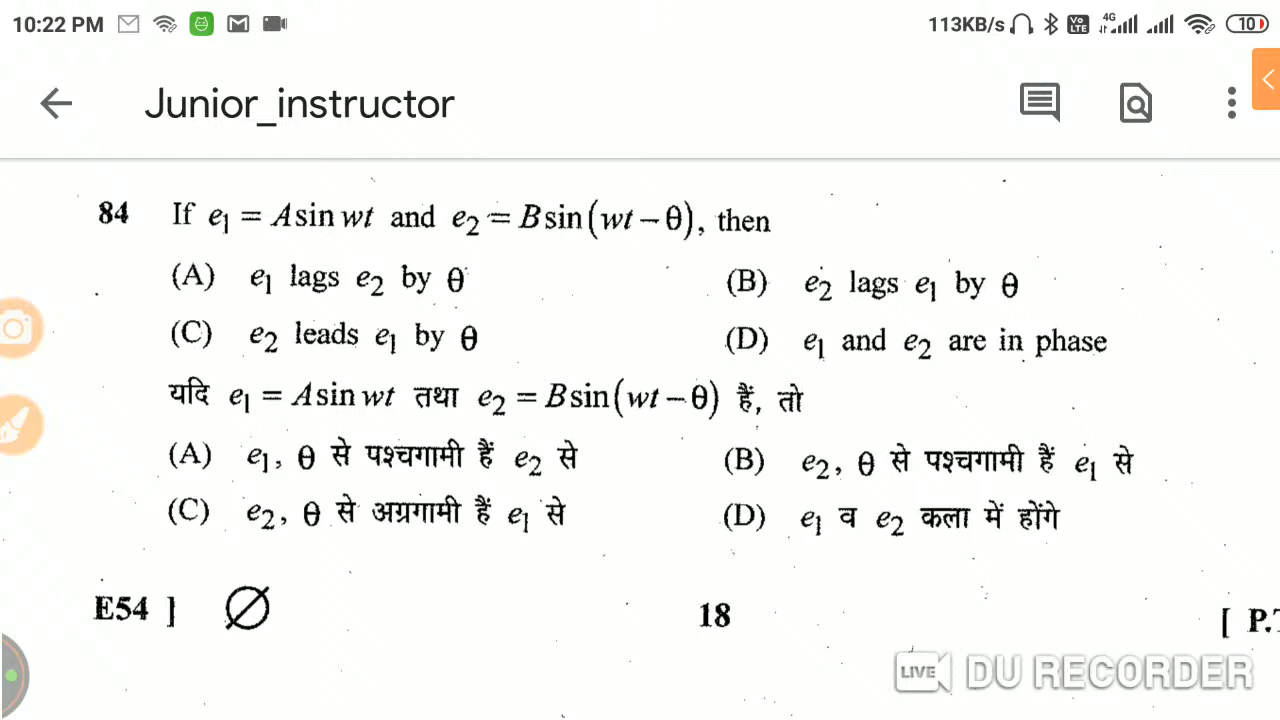 10:22 PM 113KB/s Vo LTE 4G 10
Junior_instructor
84 If e₁ = A sin wt and e₂ = B sin(wt − θ), then
(A) e₁ lags e₂ by θ (B) e₂ lags e₁ by θ
(C) e₂ leads e₁ by θ (D) e₁ and e₂ are in phase
यदि e₁ = A sin wt तथा e₂ = B sin(wt − θ) हैं, तो
(A) e₁, θ से पश्चगामी हैं e₂ से (B) e₂, θ से पश्चगामी हैं e₁ से
(C) e₂, θ से अग्रगामी हैं e₁ से (D) e₁ व e₂ कला में होंगे
E54 ] Ø 18 [ P.T
LIVE DU RECORDER